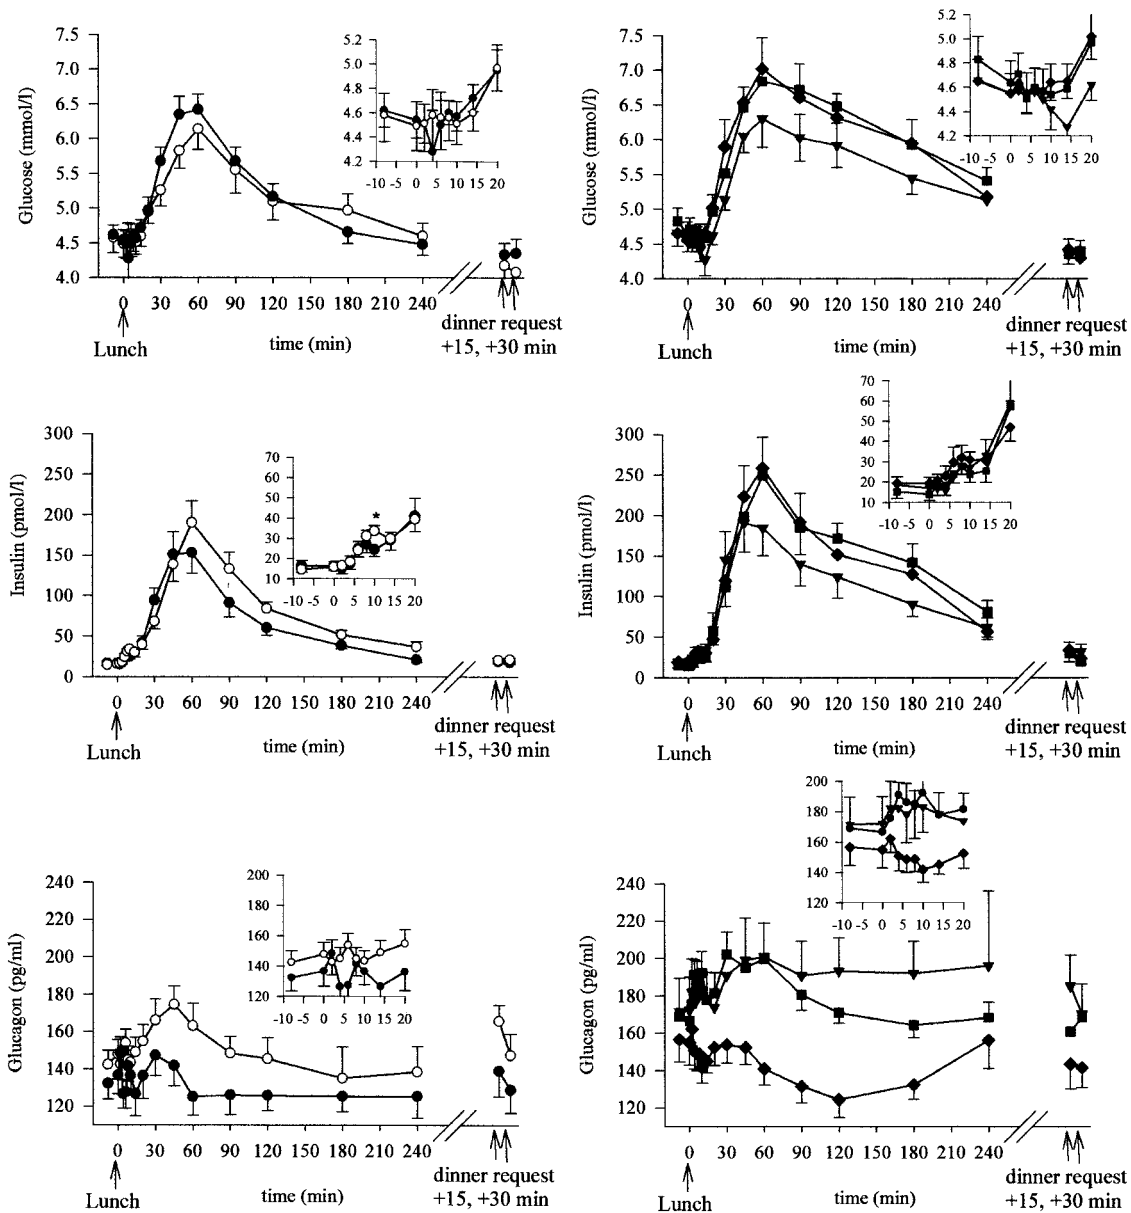 7.5
7.0
6.5
6.0
5.5
5.0
4.5
4.0
Glucose (mmol/l)
5.2
5.0
4.8
4.6
4.4
4.2
-10 -5 0 5 10 15 20
0 30 60 90 120 150 180 210 240
Lunch
time (min)
dinner request
+15, +30 min
7.5
7.0
6.5
6.0
5.5
5.0
4.5
4.0
Glucose (mmol/l)
5.2
5.0
4.8
4.6
4.4
4.2
-10 -5 0 5 10 15 20
0 30 60 90 120 150 180 210 240
Lunch
time (min)
dinner request
+15, +30 min
300
250
200
150
100
50
0
Insulin (pmol/l)
70
60
50
40
30
20
10
*
-10 -5 0 5 10 15 20
0 30 60 90 120 150 180 210 240
Lunch
time (min)
dinner request
+15, +30 min
300
250
200
150
100
50
0
Insulin (pmol/l)
70
60
50
40
30
20
10
-10 -5 0 5 10 15 20
0 30 60 90 120 150 180 210 240
Lunch
time (min)
dinner request
+15, +30 min
240
220
200
180
160
140
120
Glucagon (pg/ml)
200
180
160
140
120
-10 -5 0 5 10 15 20
0 30 60 90 120 150 180 210 240
Lunch
time (min)
dinner request
+15, +30 min
240
220
200
180
160
140
120
Glucagon (pg/ml)
200
180
160
140
120
-10 -5 0 5 10 15 20
0 30 60 90 120 150 180 210 240
Lunch
time (min)
dinner request
+15, +30 min